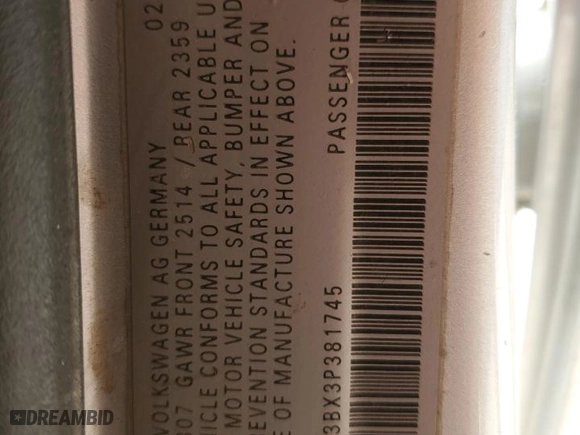 VOLKSWAGEN AG GERMANY 02
307 GAWR FRONT 2514 / REAR 2359
ICLE CONFORMS TO ALL APPLICABLE U
MOTOR VEHICLE SAFETY, BUMPER AND
EVENTION STANDARDS IN EFFECT ON
E OF MANUFACTURE SHOWN ABOVE.
PASSENGER
3BX3P381745
DREAMBID